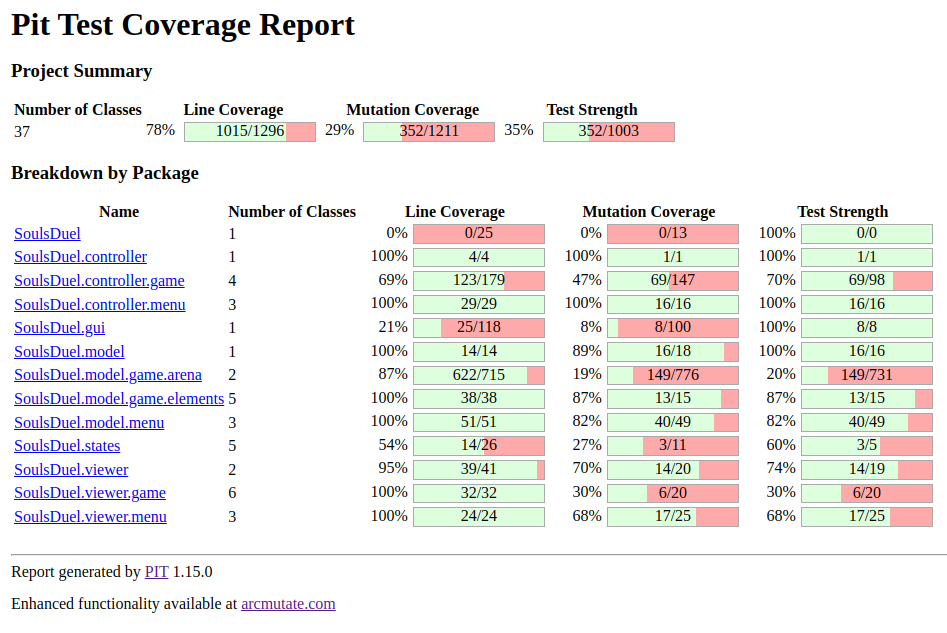 Pit Test Coverage Report
Project Summary
Number of Classes Line Coverage Mutation Coverage Test Strength
37 78% 1015/1296 29% 352/1211 35% 352/1003
Breakdown by Package
Name Number of Classes Line Coverage Mutation Coverage Test Strength
SoulsDuel 1 0% 0/25 0% 0/13 100% 0/0
SoulsDuel.controller 1 100% 4/4 100% 1/1 100% 1/1
SoulsDuel.controller.game 4 69% 123/179 47% 69/147 70% 69/98
SoulsDuel.controller.menu 3 100% 29/29 100% 16/16 100% 16/16
SoulsDuel.gui 1 21% 25/118 8% 8/100 100% 8/8
SoulsDuel.model 1 100% 14/14 89% 16/18 100% 16/16
SoulsDuel.model.game.arena 2 87% 622/715 19% 149/776 20% 149/731
SoulsDuel.model.game.elements 5 100% 38/38 87% 13/15 87% 13/15
SoulsDuel.model.menu 3 100% 51/51 82% 40/49 82% 40/49
SoulsDuel.states 5 54% 14/26 27% 3/11 60% 3/5
SoulsDuel.viewer 2 95% 39/41 70% 14/20 74% 14/19
SoulsDuel.viewer.game 6 100% 32/32 30% 6/20 30% 6/20
SoulsDuel.viewer.menu 3 100% 24/24 68% 17/25 68% 17/25
Report generated by PIT 1.15.0
Enhanced functionality available at arcmutate.com